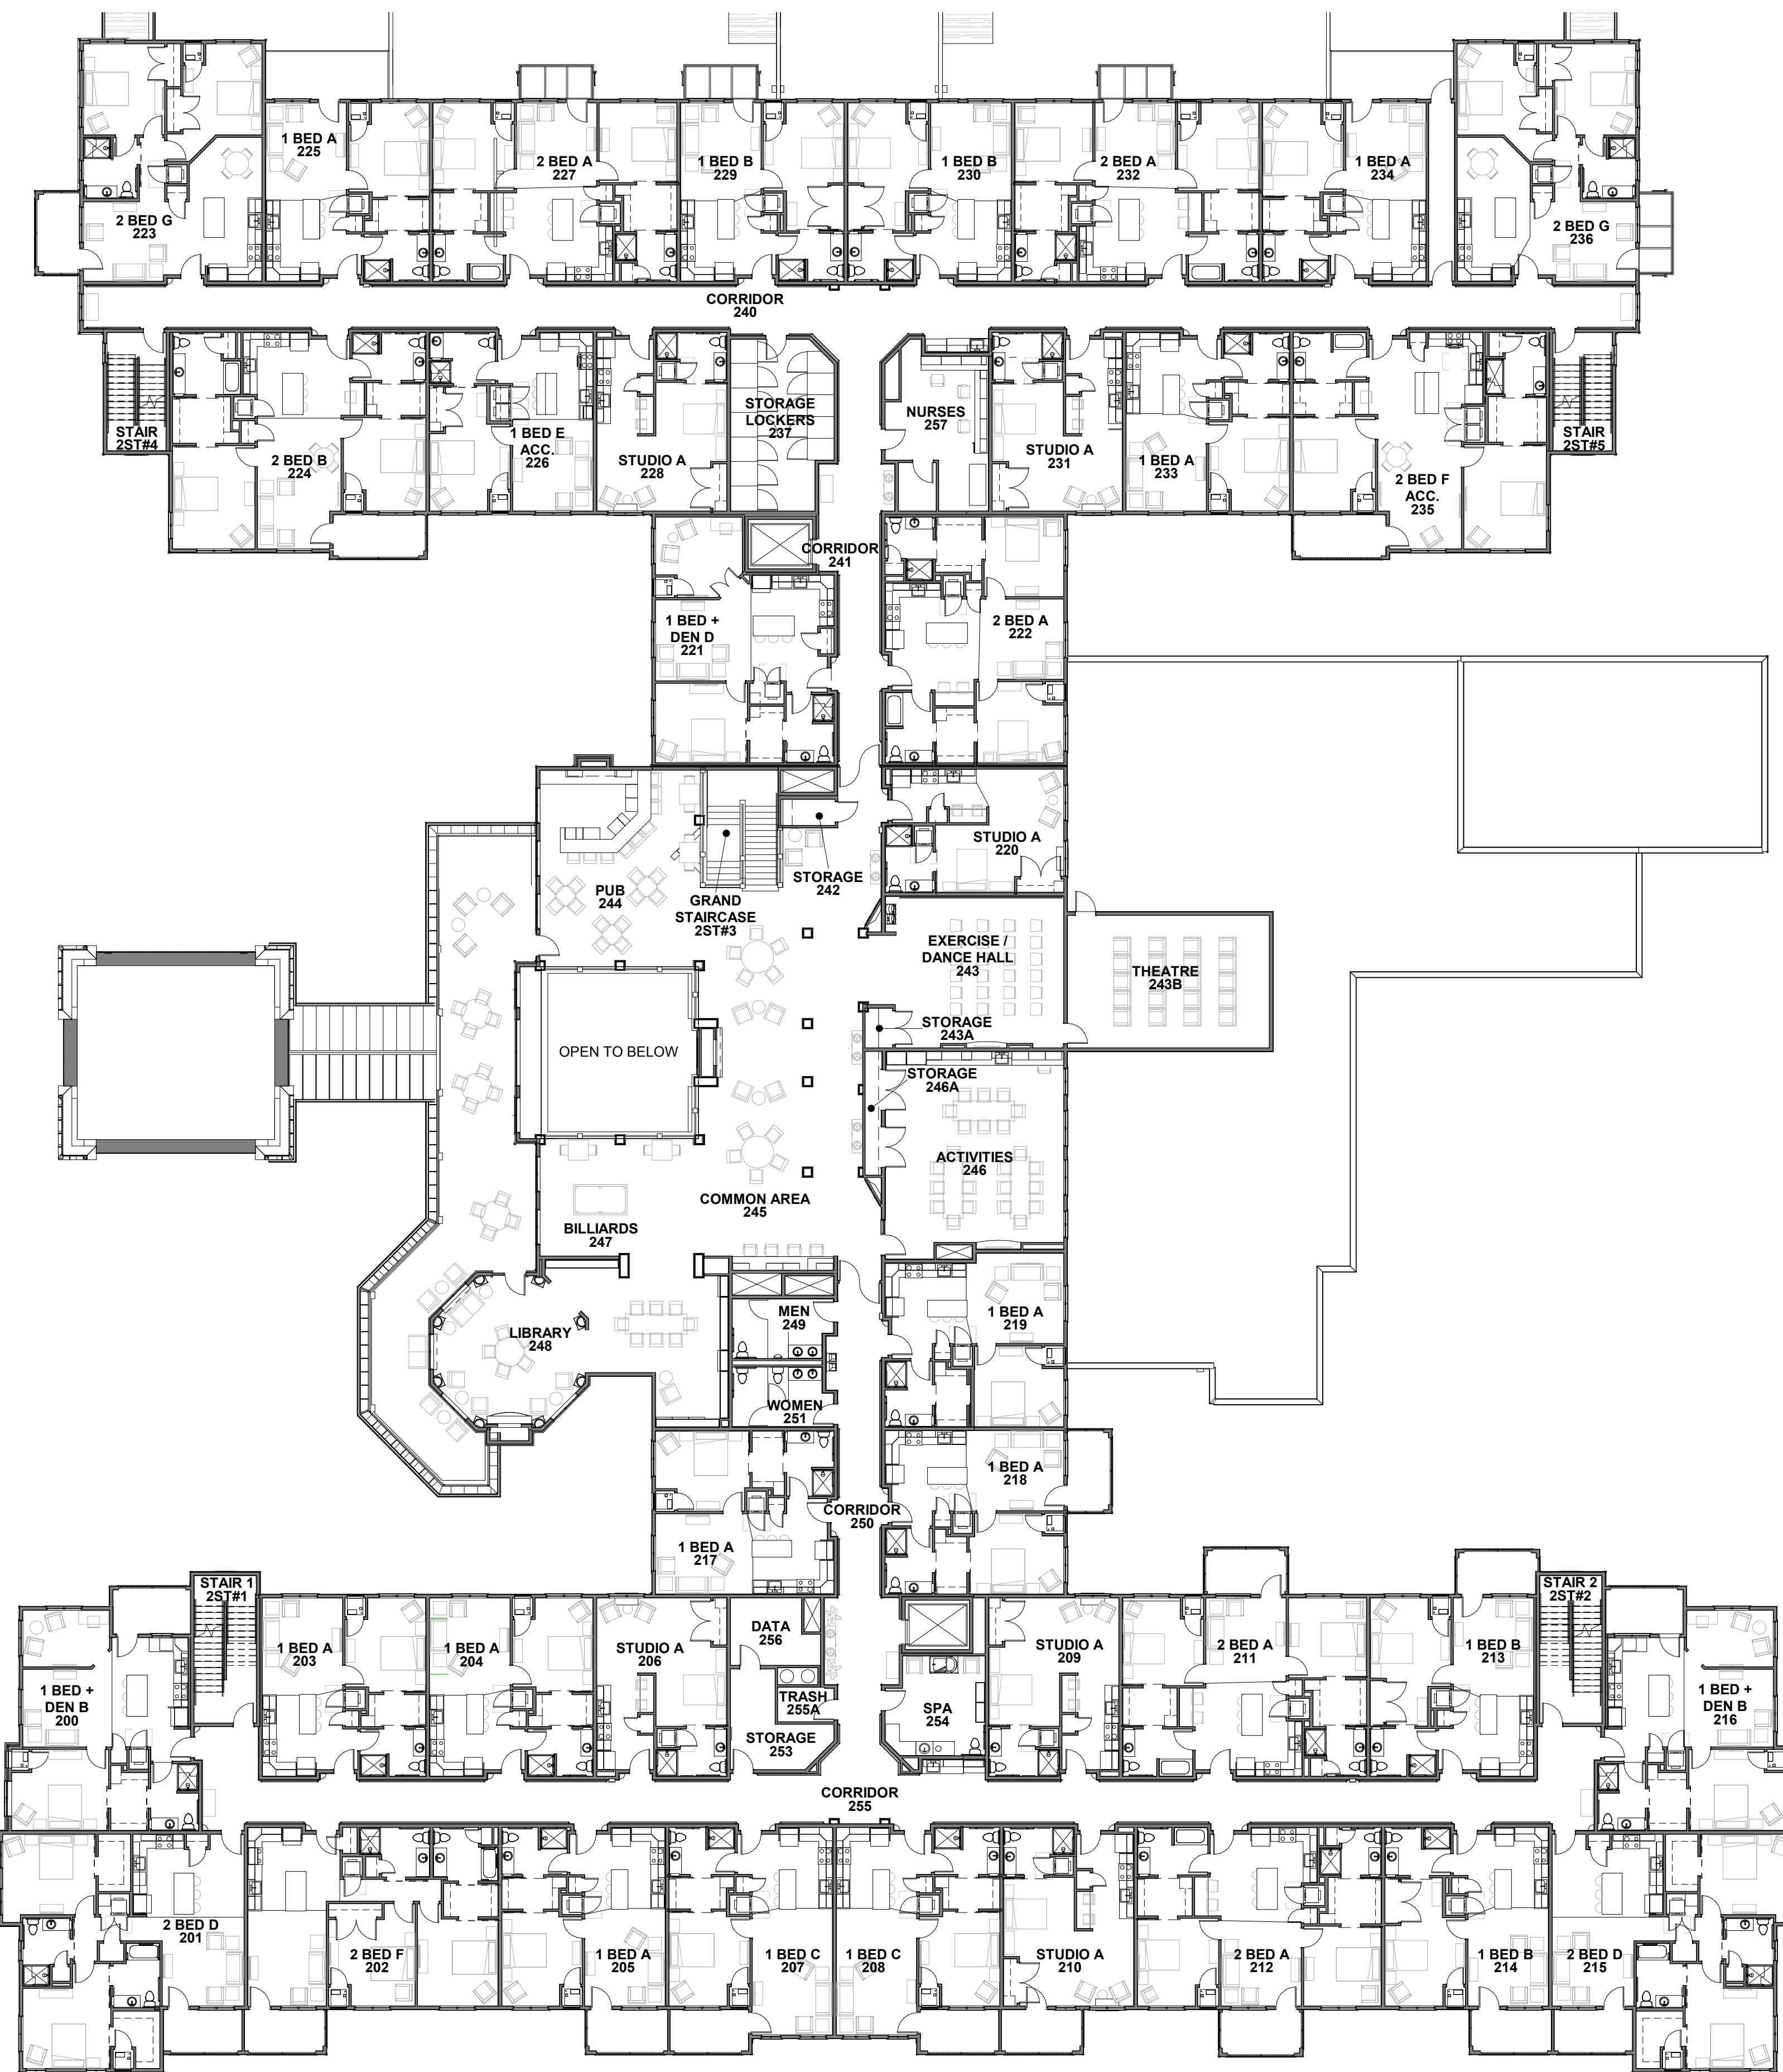 1 BED A
225
2 BED A
227
1 BED B
229
1 BED B
230
2 BED A
232
1 BED A
234
2 BED G
223
2 BED G
236
CORRIDOR
240
STAIR
2ST#4
2 BED B
224
1 BED E
ACC.
226
STUDIO A
228
STORAGE
LOCKERS
237
NURSES
257
STUDIO A
231
1 BED A
233
2 BED F
ACC.
235
STAIR
2ST#5
CORRIDOR
241
1 BED +
DEN D
221
2 BED A
222
STUDIO A
220
STORAGE
242
PUB
244
GRAND
STAIRCASE
2ST#3
EXERCISE /
DANCE HALL
243
THEATRE
243B
STORAGE
243A
OPEN TO BELOW
STORAGE
246A
ACTIVITIES
246
COMMON AREA
245
BILLIARDS
247
MEN
249
1 BED A
219
LIBRARY
248
WOMEN
251
1 BED A
218
CORRIDOR
250
1 BED A
217
STAIR 1
2ST#1
STAIR 2
2ST#2
1 BED +
DEN B
200
1 BED A
203
1 BED A
204
STUDIO A
206
DATA
256
TRASH
255A
STORAGE
253
SPA
254
STUDIO A
209
2 BED A
211
1 BED B
213
1 BED +
DEN B
216
CORRIDOR
255
2 BED D
201
2 BED F
202
1 BED A
205
1 BED C
207
1 BED C
208
STUDIO A
210
2 BED A
212
1 BED B
214
2 BED D
215